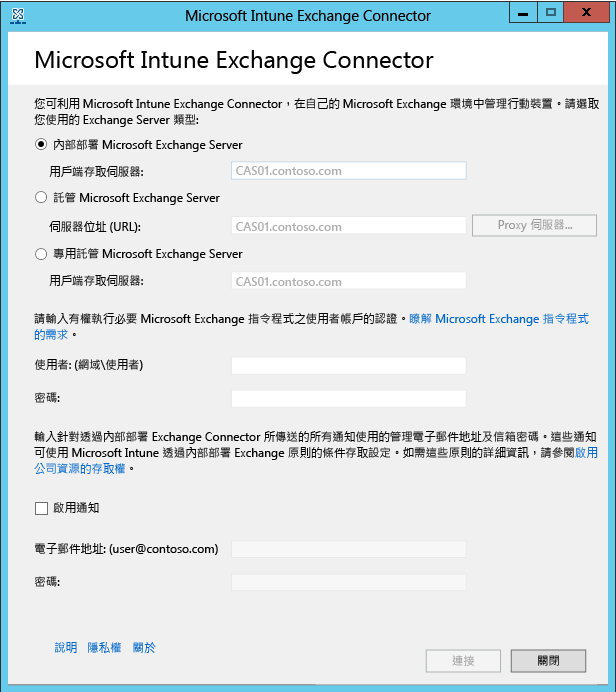 Microsoft Intune Exchange Connector
Microsoft Intune Exchange Connector
您可利用 Microsoft Intune Exchange Connector，在自己的 Microsoft Exchange 環境中管理行動裝置。請選取
您使用的 Exchange Server 類型:
內部部署 Microsoft Exchange Server
用戶端存取伺服器:
CAS01.contoso.com
託管 Microsoft Exchange Server
伺服器位址 (URL):
CAS01.contoso.com
Proxy 伺服器...
專用託管 Microsoft Exchange Server
用戶端存取伺服器:
CAS01.contoso.com
請輸入有權執行必要 Microsoft Exchange 指令程式之使用者帳戶的認證。瞭解 Microsoft Exchange 指令程式
的需求。
使用者: (網域\使用者)
密碼:
輸入針對透過內部部署 Exchange Connector 所傳送的所有通知使用的管理電子郵件地址及信箱密碼。這些通知
可使用 Microsoft Intune 透過內部部署 Exchange 原則的條件存取設定。如需這些原則的詳細資訊，請參閱啟用
公司資源的存取權。
啟用通知
電子郵件地址: (user@contoso.com)
密碼:
說明 隱私權 關於
連接
關閉